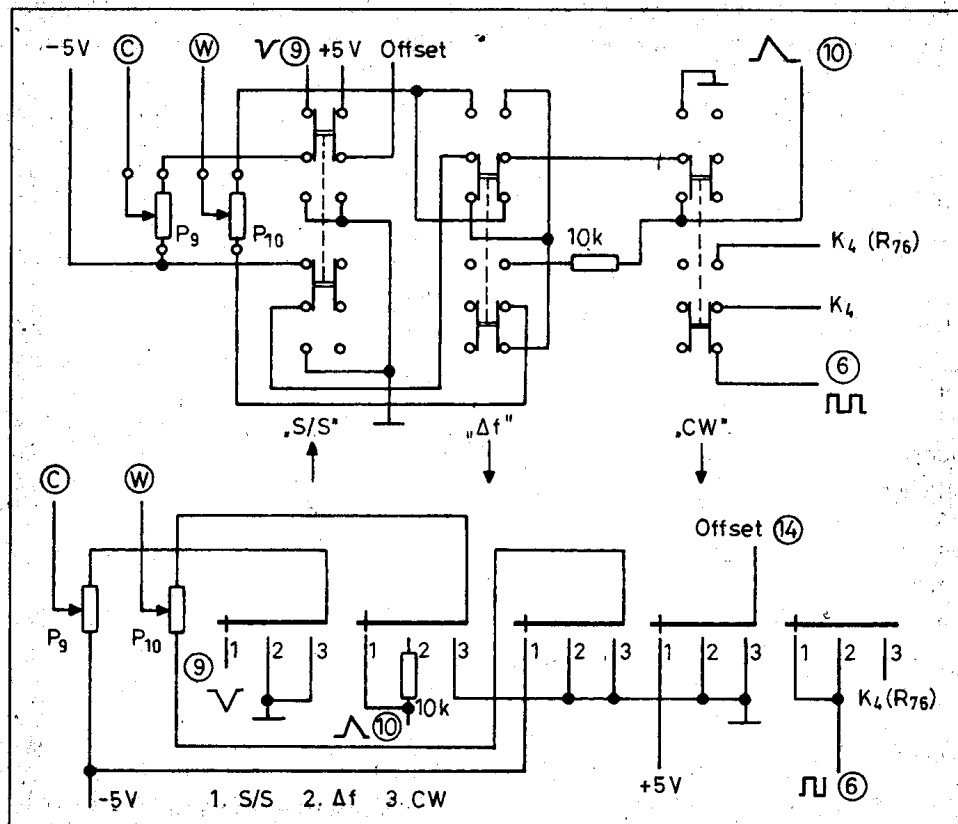 -5V C W 9 +5V Offset 10
P9 P10 10k
K4 (R76)
K4
6
"S/S" "Δf" "CW"
C W Offset 14
P9 P10 1 2 3 1 2 3 1 2 3 1 2 3 1 2 3
9 10k K4(R76)
10
-5V 1. S/S 2. Δf 3. CW +5V 6